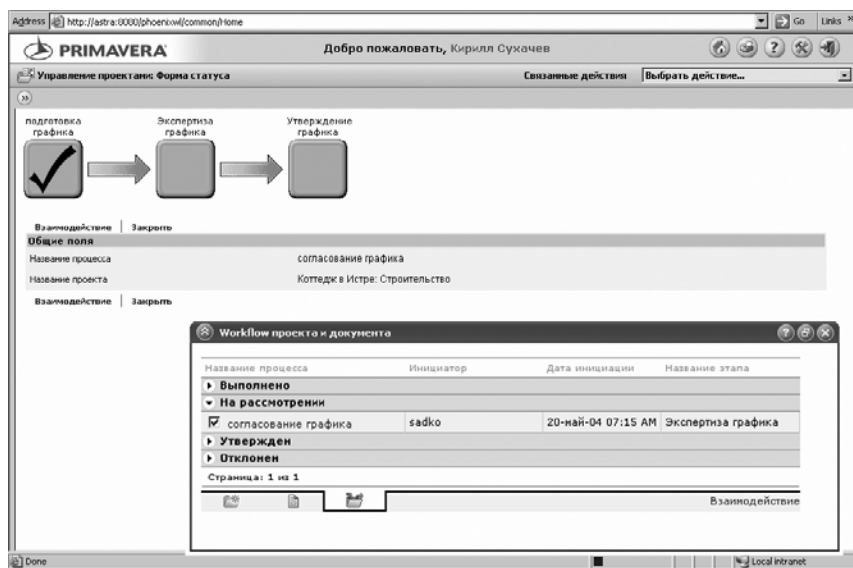 Address http://astra:8080/phoenixwl/common/Home Go Links »
PRIMAVERA Добро пожаловать, Кирилл Сухачев
Управление проектами: Форма статуса Связанные действия Выбрать действие...
подготовка графика
Экспертиза графика
Утверждение графика
Взаимодействие | Закрыть
Общие поля
Название процесса согласование графика
Название проекта Коттедж в Истре: Строительство
Взаимодействие | Закрыть
Workflow проекта и документа
Название процесса Инициатор Дата инициации Название этапа
Выполнено
На рассмотрении
согласование графика sadko 20-май-04 07:15 AM Экспертиза графика
Утвержден
Отклонен
Страница: 1 из 1
Взаимодействие
Done Local intranet